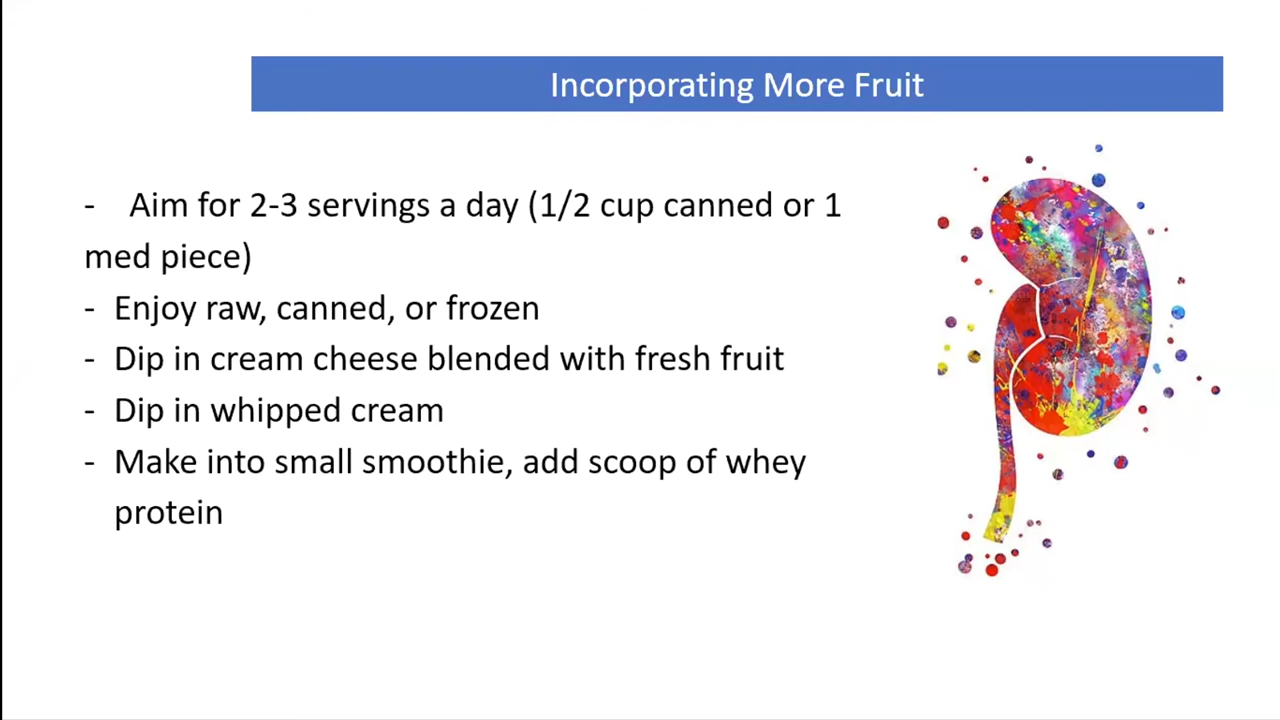 Incorporating More Fruit
-   Aim for 2-3 servings a day (1/2 cup canned or 1
med piece)
- Enjoy raw, canned, or frozen
- Dip in cream cheese blended with fresh fruit
- Dip in whipped cream
- Make into small smoothie, add scoop of whey
protein